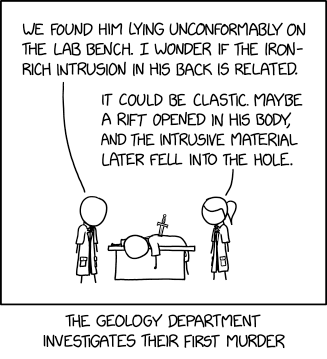 WE FOUND HIM LYING UNCONFORMABLY ON
THE LAB BENCH. I WONDER IF THE IRON-
RICH INTRUSION IN HIS BACK IS RELATED.
IT COULD BE CLASTIC. MAYBE
A RIFT OPENED IN HIS BODY,
AND THE INTRUSIVE MATERIAL
LATER FELL INTO THE HOLE.
THE GEOLOGY DEPARTMENT
INVESTIGATES THEIR FIRST MURDER